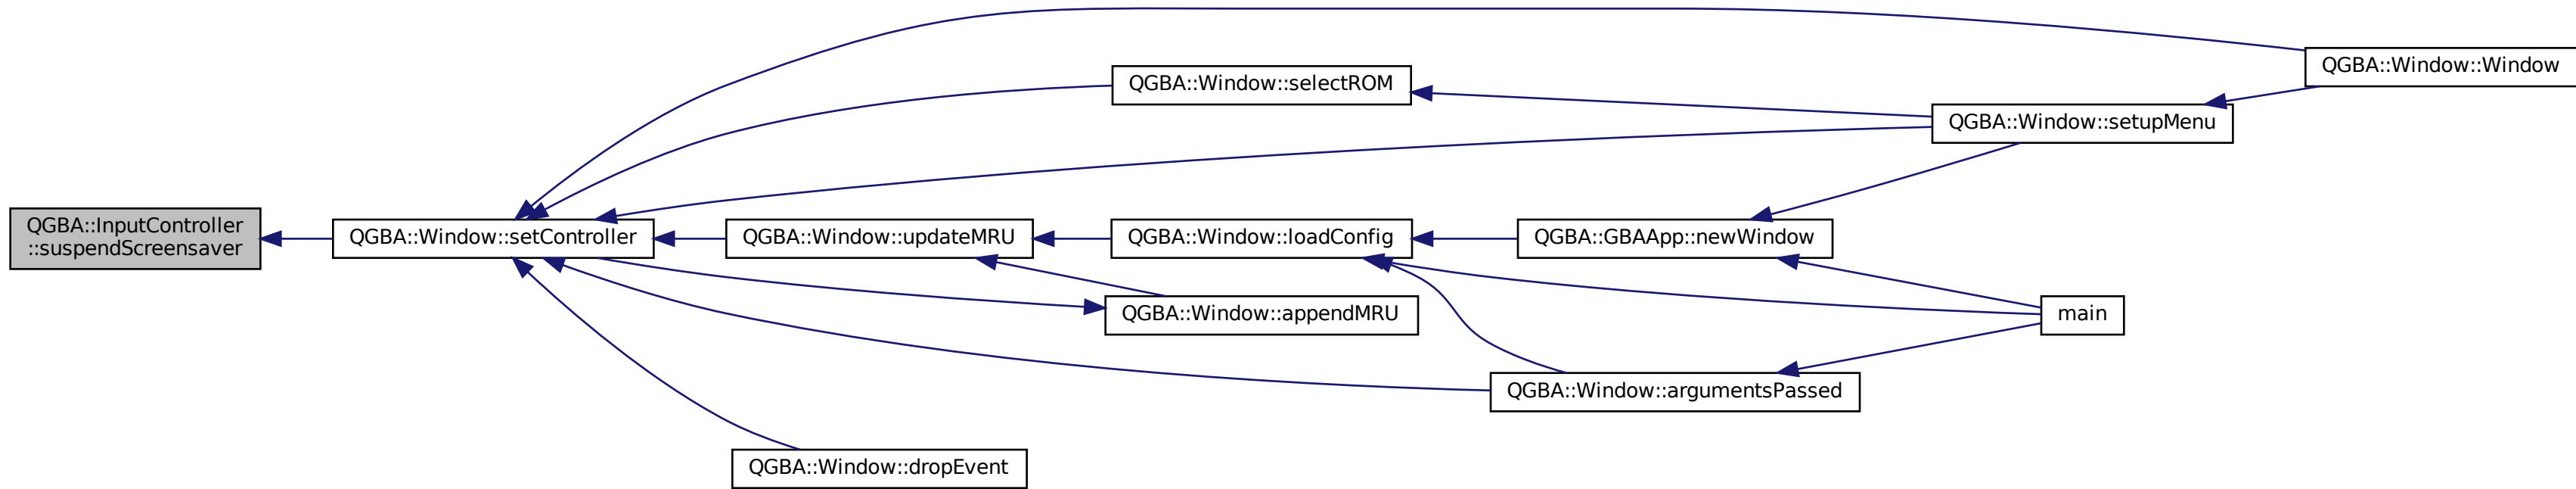 QGBA::InputController
::suspendScreensaver
QGBA::Window::setController
QGBA::Window::selectROM
QGBA::Window::updateMRU
QGBA::Window::loadConfig
QGBA::Window::appendMRU
QGBA::Window::dropEvent
QGBA::GBAApp::newWindow
QGBA::Window::argumentsPassed
QGBA::Window::setupMenu
main
QGBA::Window::Window